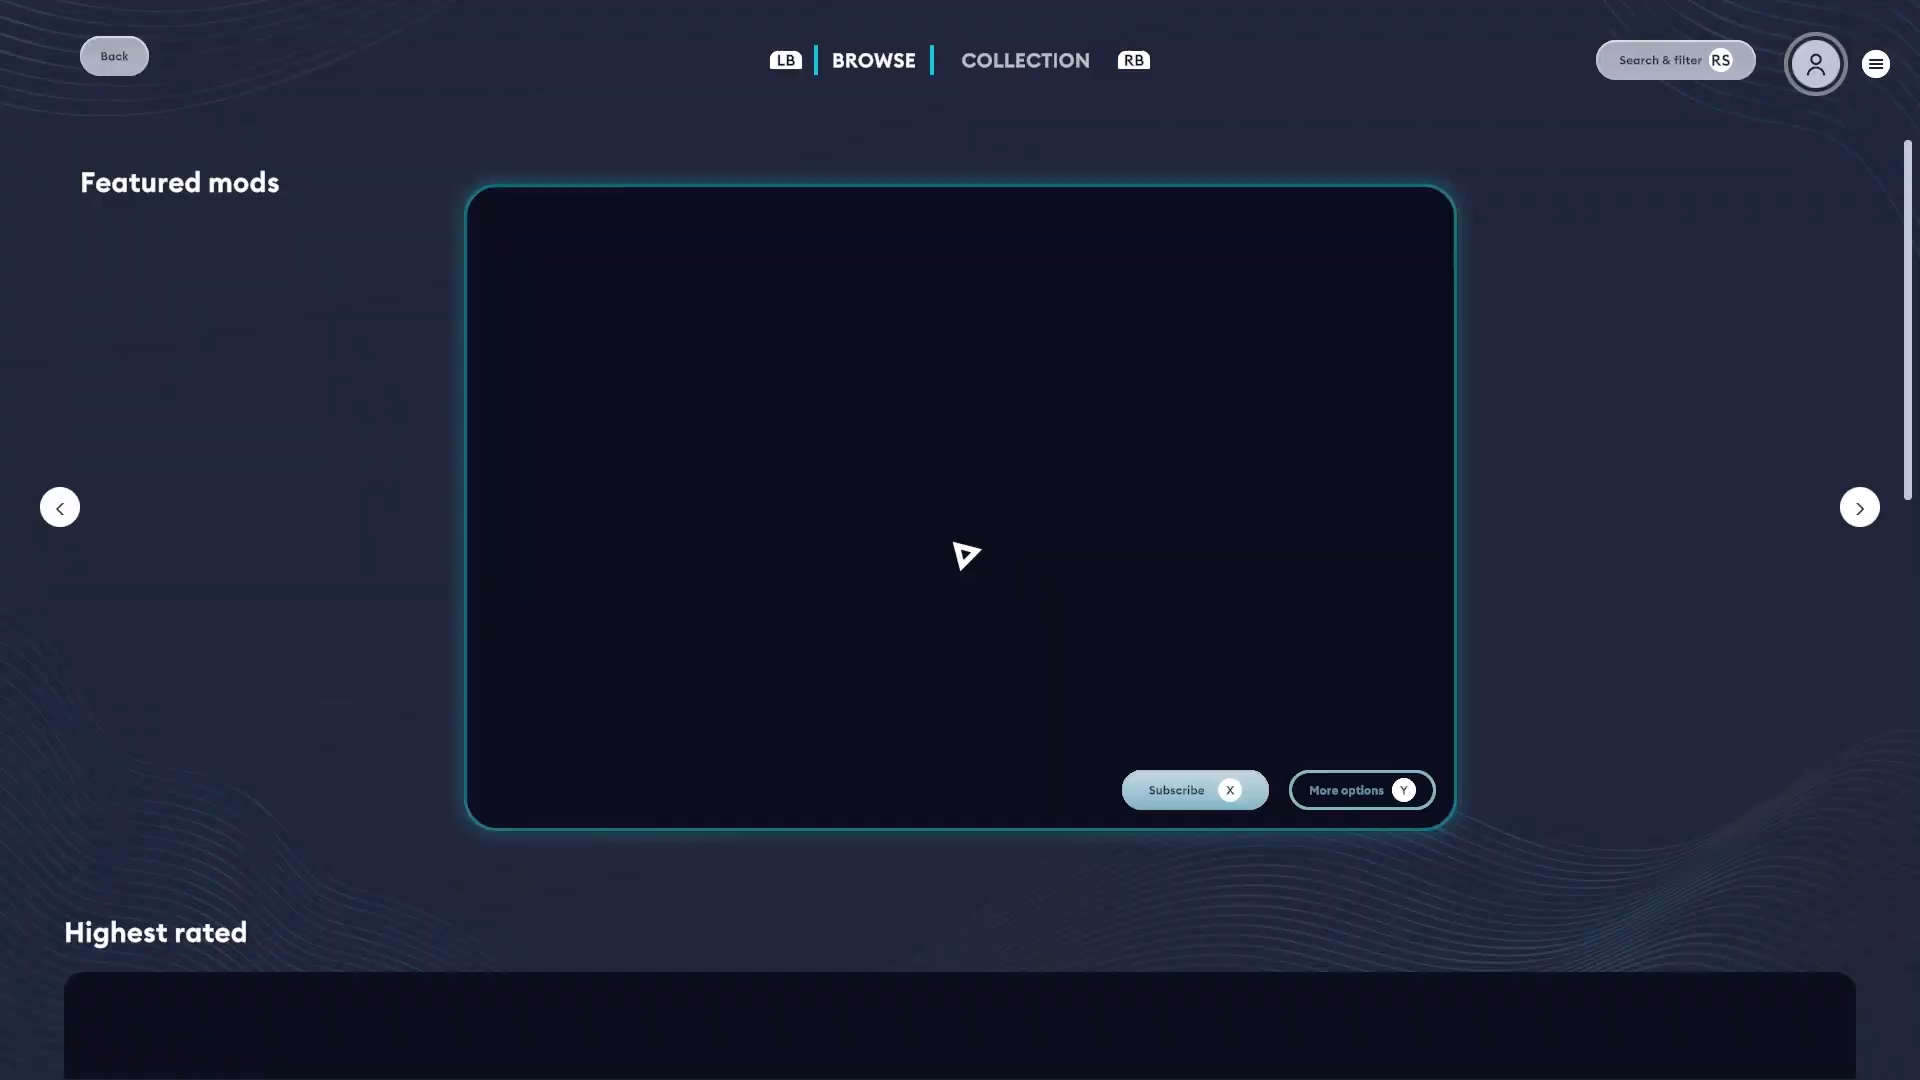 Back
LB BROWSE COLLECTION RB
Search & filter RS
Featured mods
Subscribe X
More options Y
Highest rated